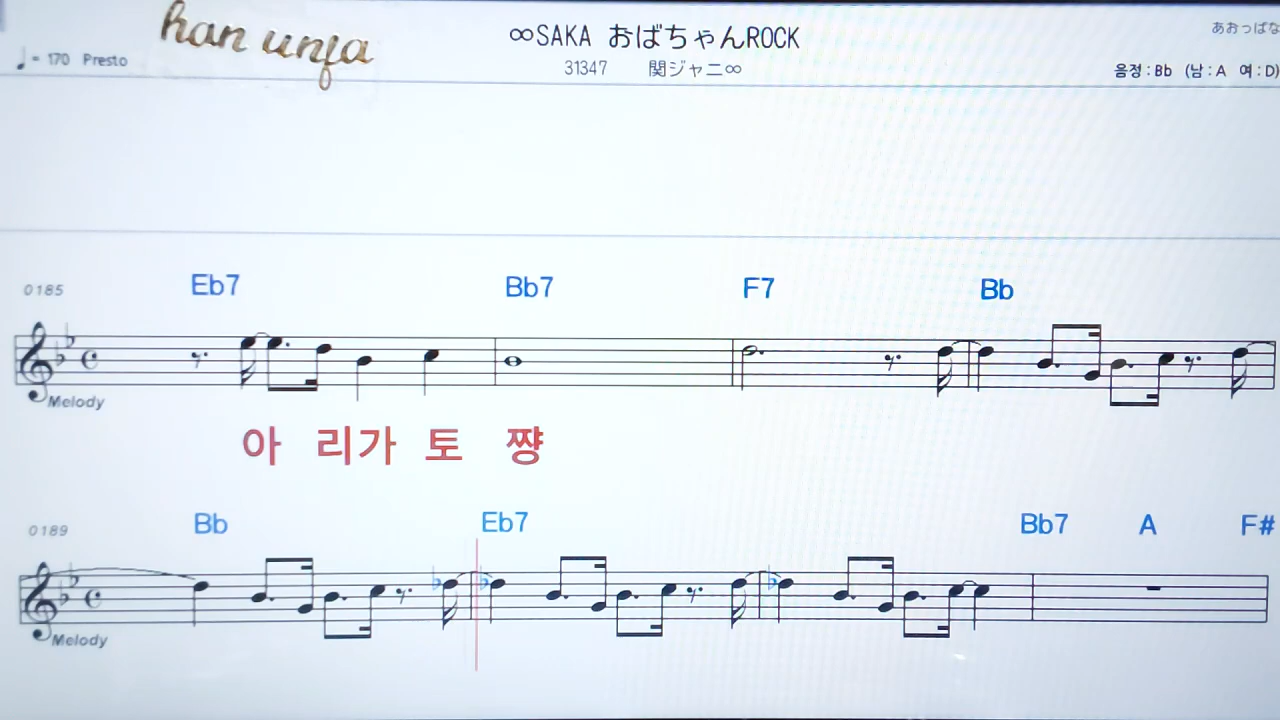 han unfa
∞SAKA おばちゃんROCK
あおっぱな
♩= 170 Presto
31347 関ジャニ∞
음정 : Bb (남 : A 여 : D)
0185 Eb7 Bb7 F7 Bb
Melody
아 리가 토 쨩
0189 Bb Eb7 Bb7 A F#
Melody